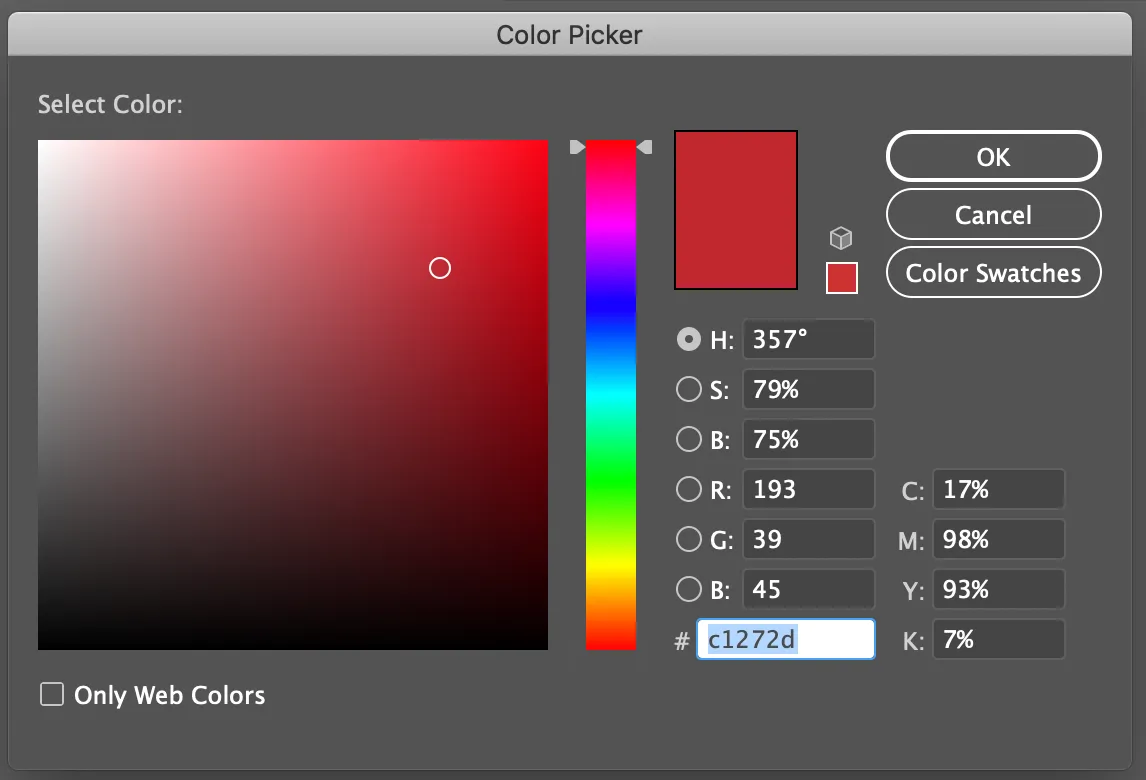 Color Picker
Select Color:
OK
Cancel
Color Swatches
H: 357°
S: 79%
B: 75%
R: 193
G: 39
B: 45
# c1272d
C: 17%
M: 98%
Y: 93%
K: 7%
Only Web Colors